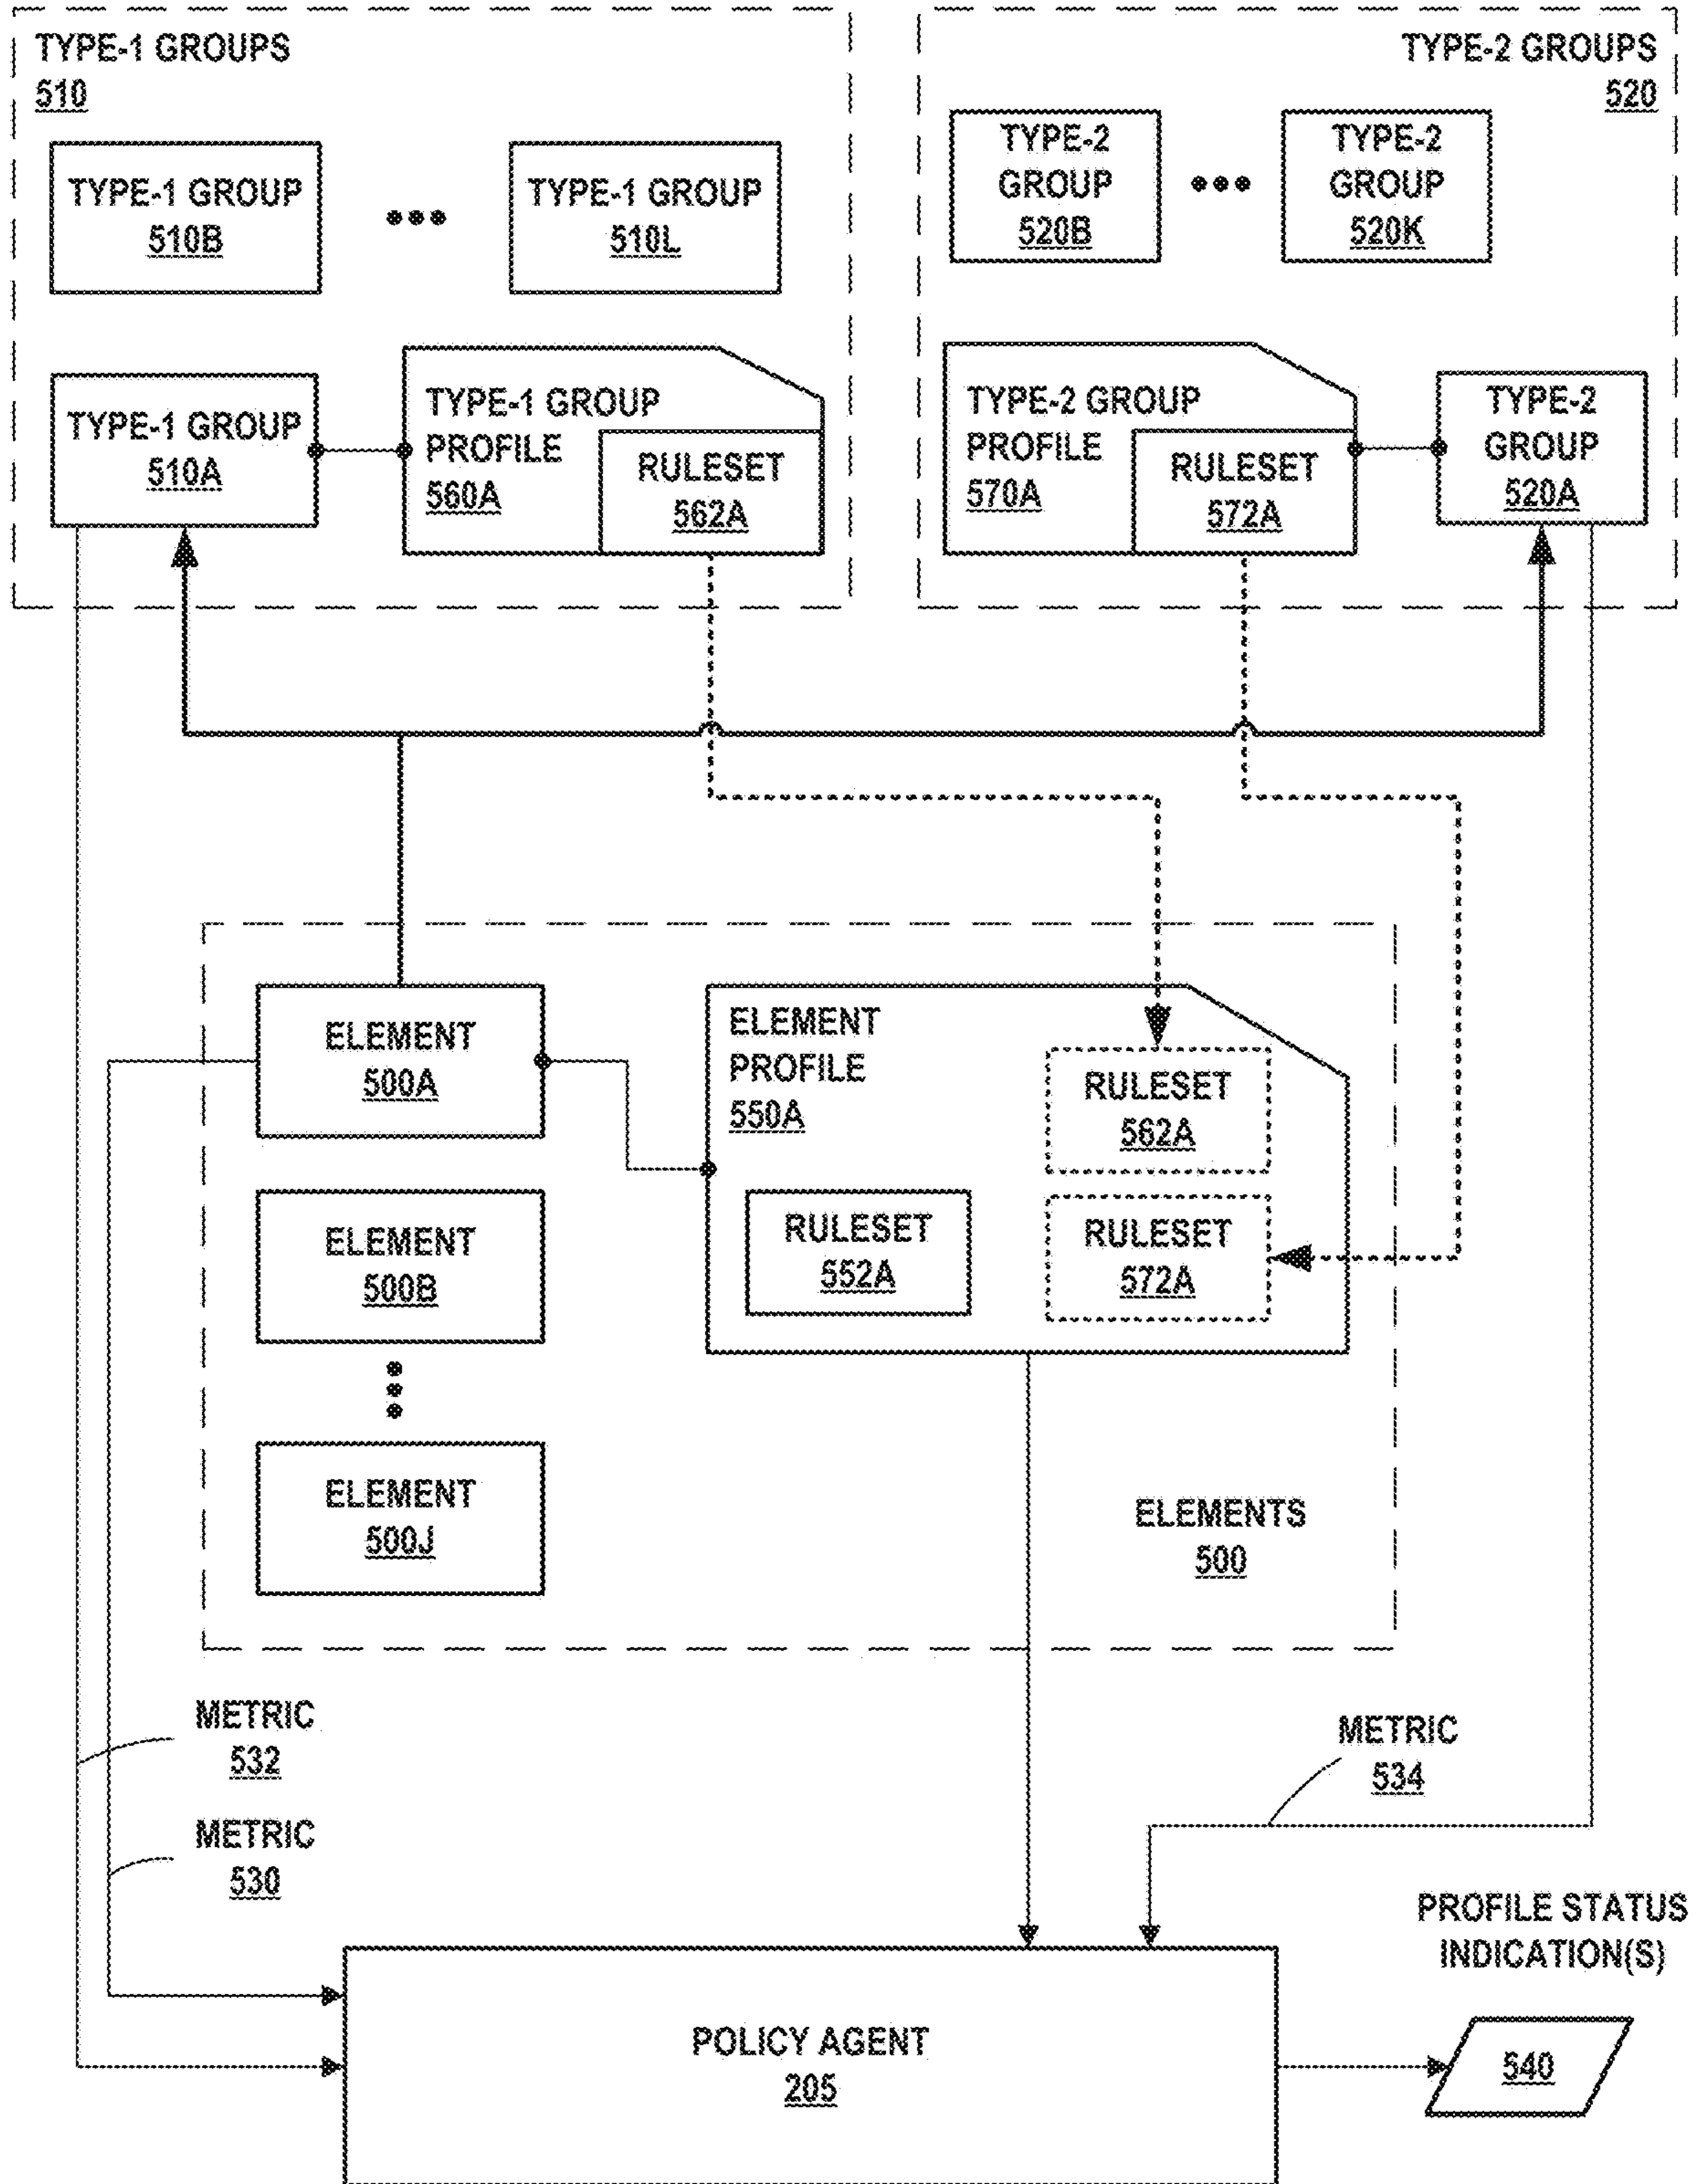 TYPE-1 GROUPS
510
TYPE-1 GROUP
510B
TYPE-1 GROUP
510L
TYPE-1 GROUP
510A
TYPE-1 GROUP
PROFILE
560A
RULESET
562A
TYPE-2 GROUPS
520
TYPE-2
GROUP
520B
TYPE-2
GROUP
520K
TYPE-2 GROUP
PROFILE
570A
RULESET
572A
TYPE-2
GROUP
520A
ELEMENT
500A
ELEMENT
PROFILE
550A
RULESET
562A
RULESET
552A
RULESET
572A
ELEMENT
500B
ELEMENT
500J
ELEMENTS
500
METRIC
532
METRIC
530
METRIC
534
PROFILE STATUS
INDICATION(S)
540
POLICY AGENT
205